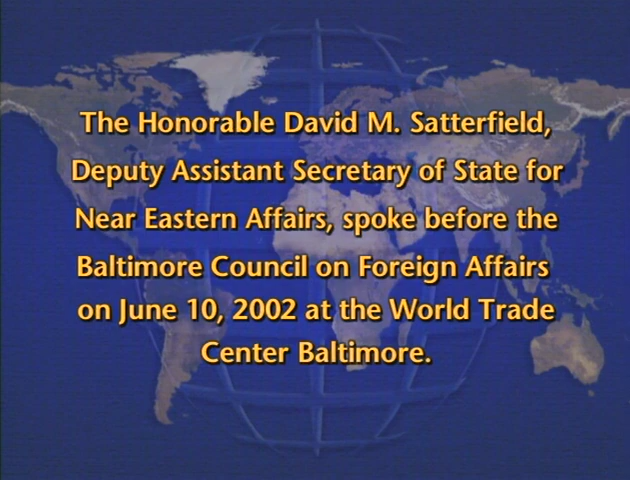 The Honorable David M. Satterfield,
Deputy Assistant Secretary of State for
Near Eastern Affairs, spoke before the
Baltimore Council on Foreign Affairs
on June 10, 2002 at the World Trade
Center Baltimore.